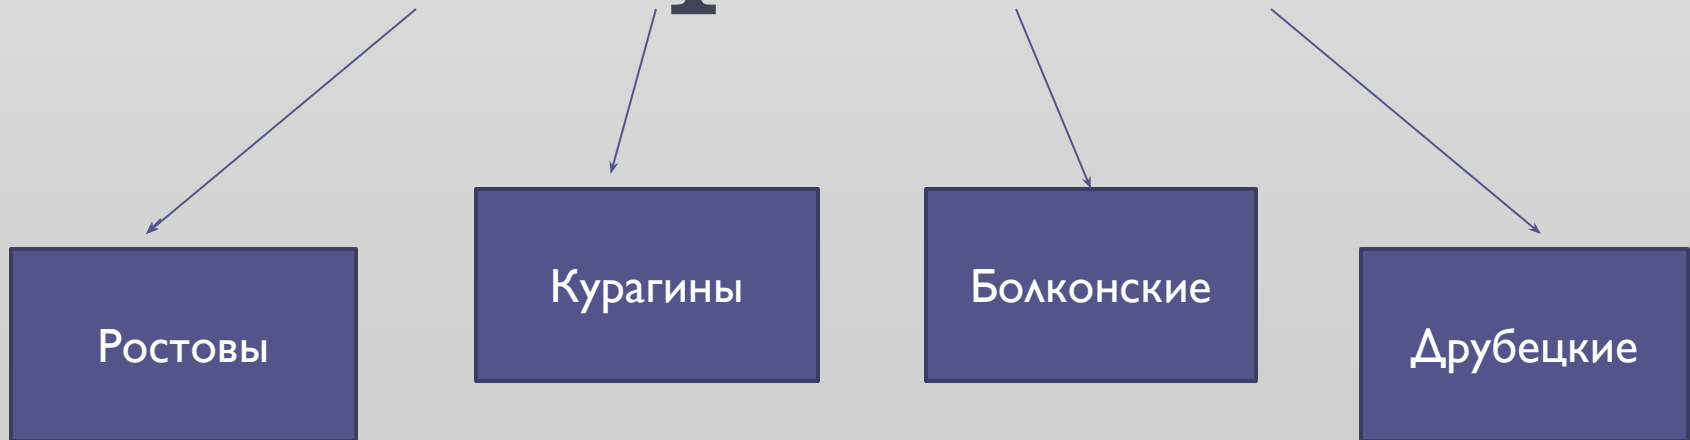 Ростовы
Курагины
Болконские
Друбецкие